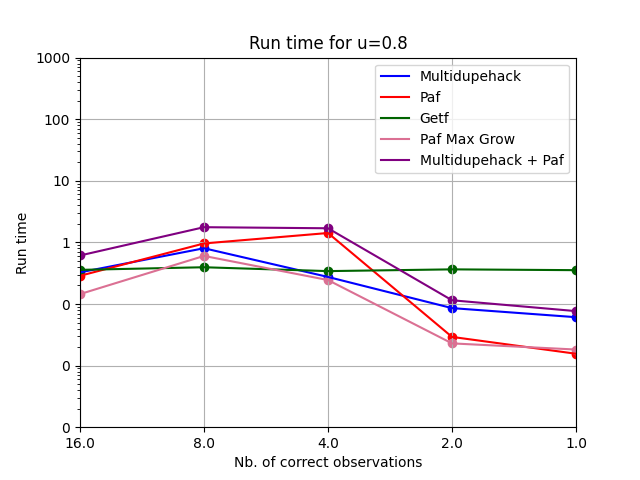 Run time for u=0.8
1000
100
10
1
0
0
0
Run time
Multidupehack
Paf
Getf
Paf Max Grow
Multidupehack + Paf
16.0 8.0 4.0 2.0 1.0
Nb. of correct observations